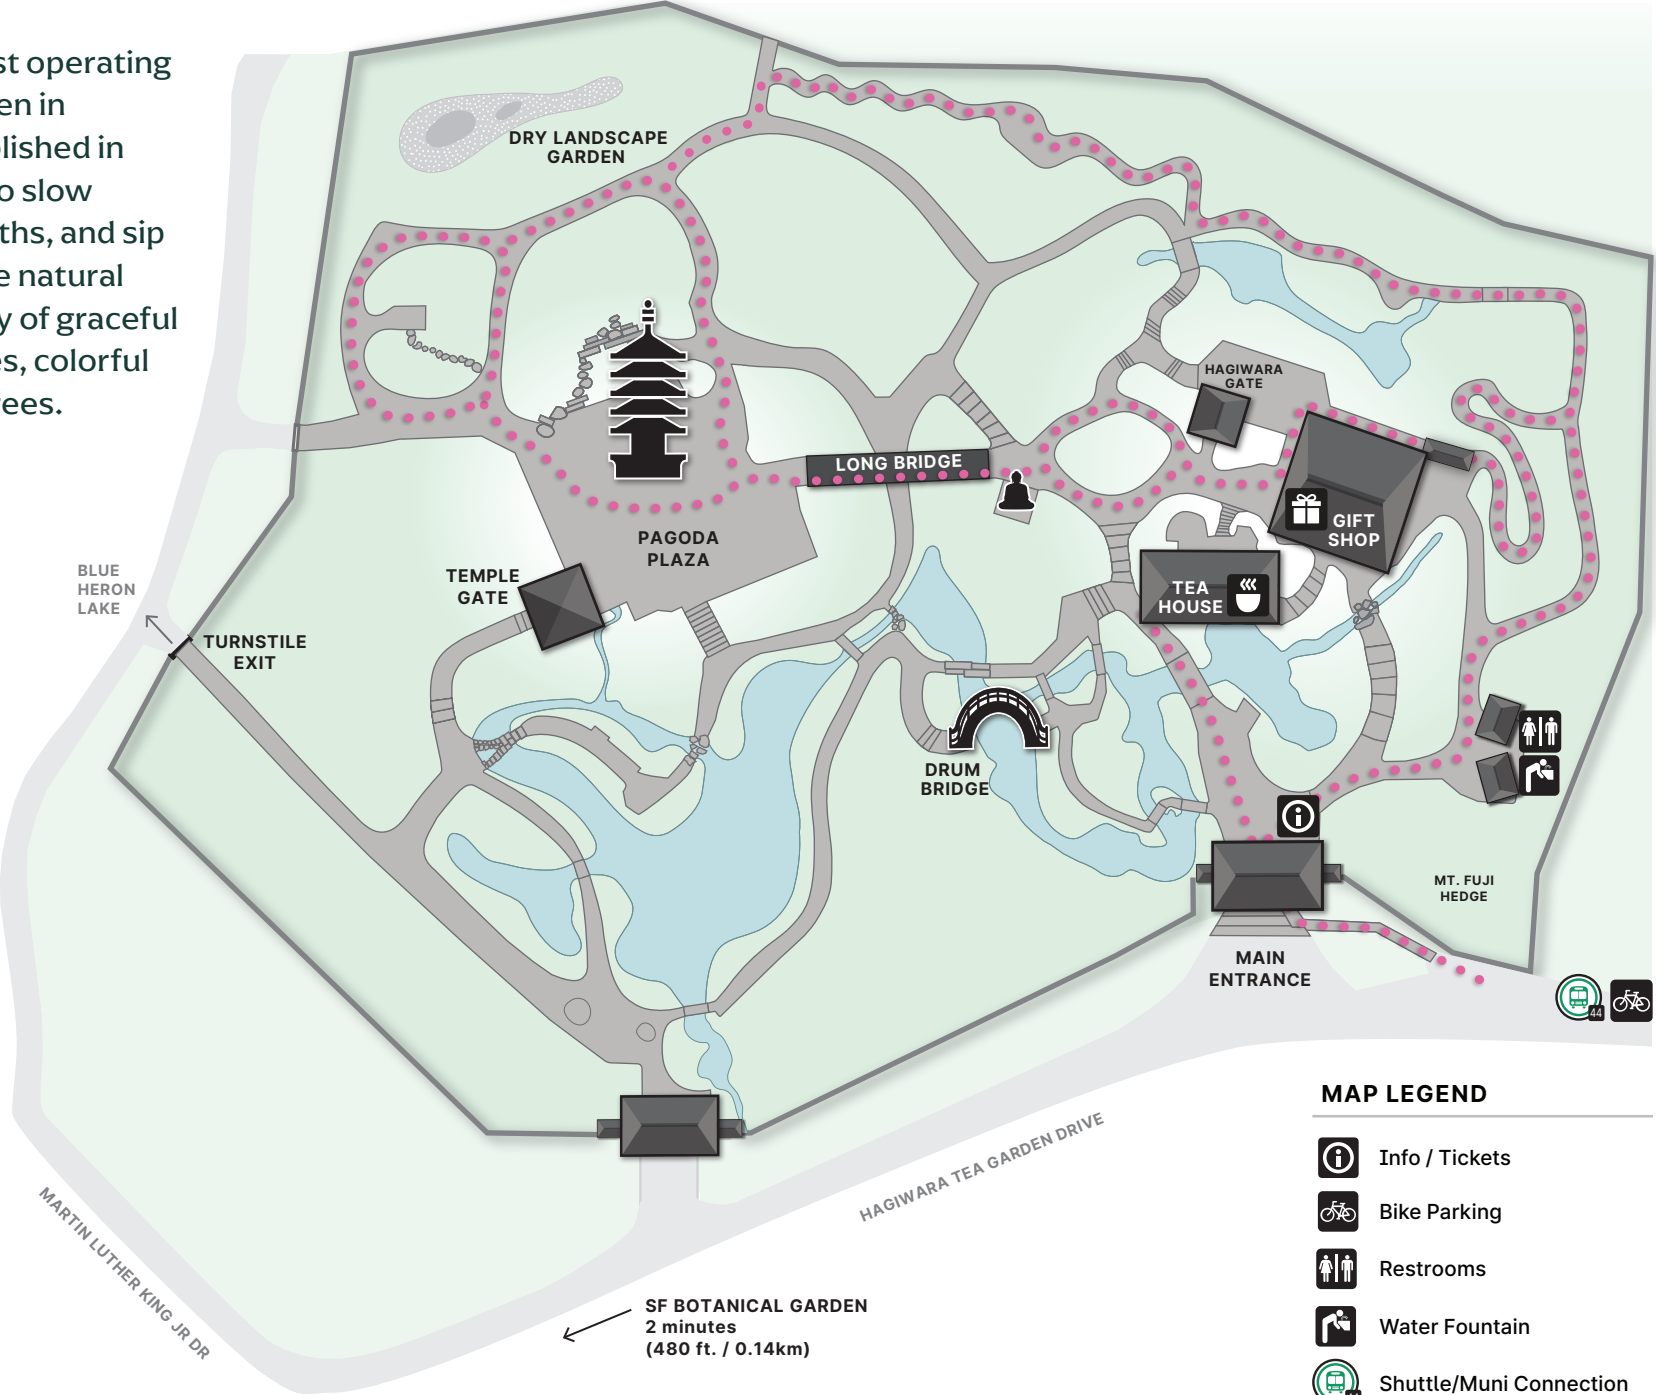 st operating
en in
lished in
o slow
ths, and sip
e natural
y of graceful
es, colorful
rees.
DRY LANDSCAPE
GARDEN
HAGIWARA
GATE
LONG BRIDGE
GIFT
SHOP
PAGODA
PLAZA
TEMPLE
GATE
TEA
HOUSE
BLUE
HERON
LAKE
TURNSTILE
EXIT
DRUM
BRIDGE
MT. FUJI
HEDGE
MAIN
ENTRANCE
44
HAGIWARA TEA GARDEN DRIVE
MARTIN LUTHER KING JR DR
SF BOTANICAL GARDEN
2 minutes
(480 ft. / 0.14km)
MAP LEGEND
Info / Tickets
Bike Parking
Restrooms
Water Fountain
Shuttle/Muni Connection